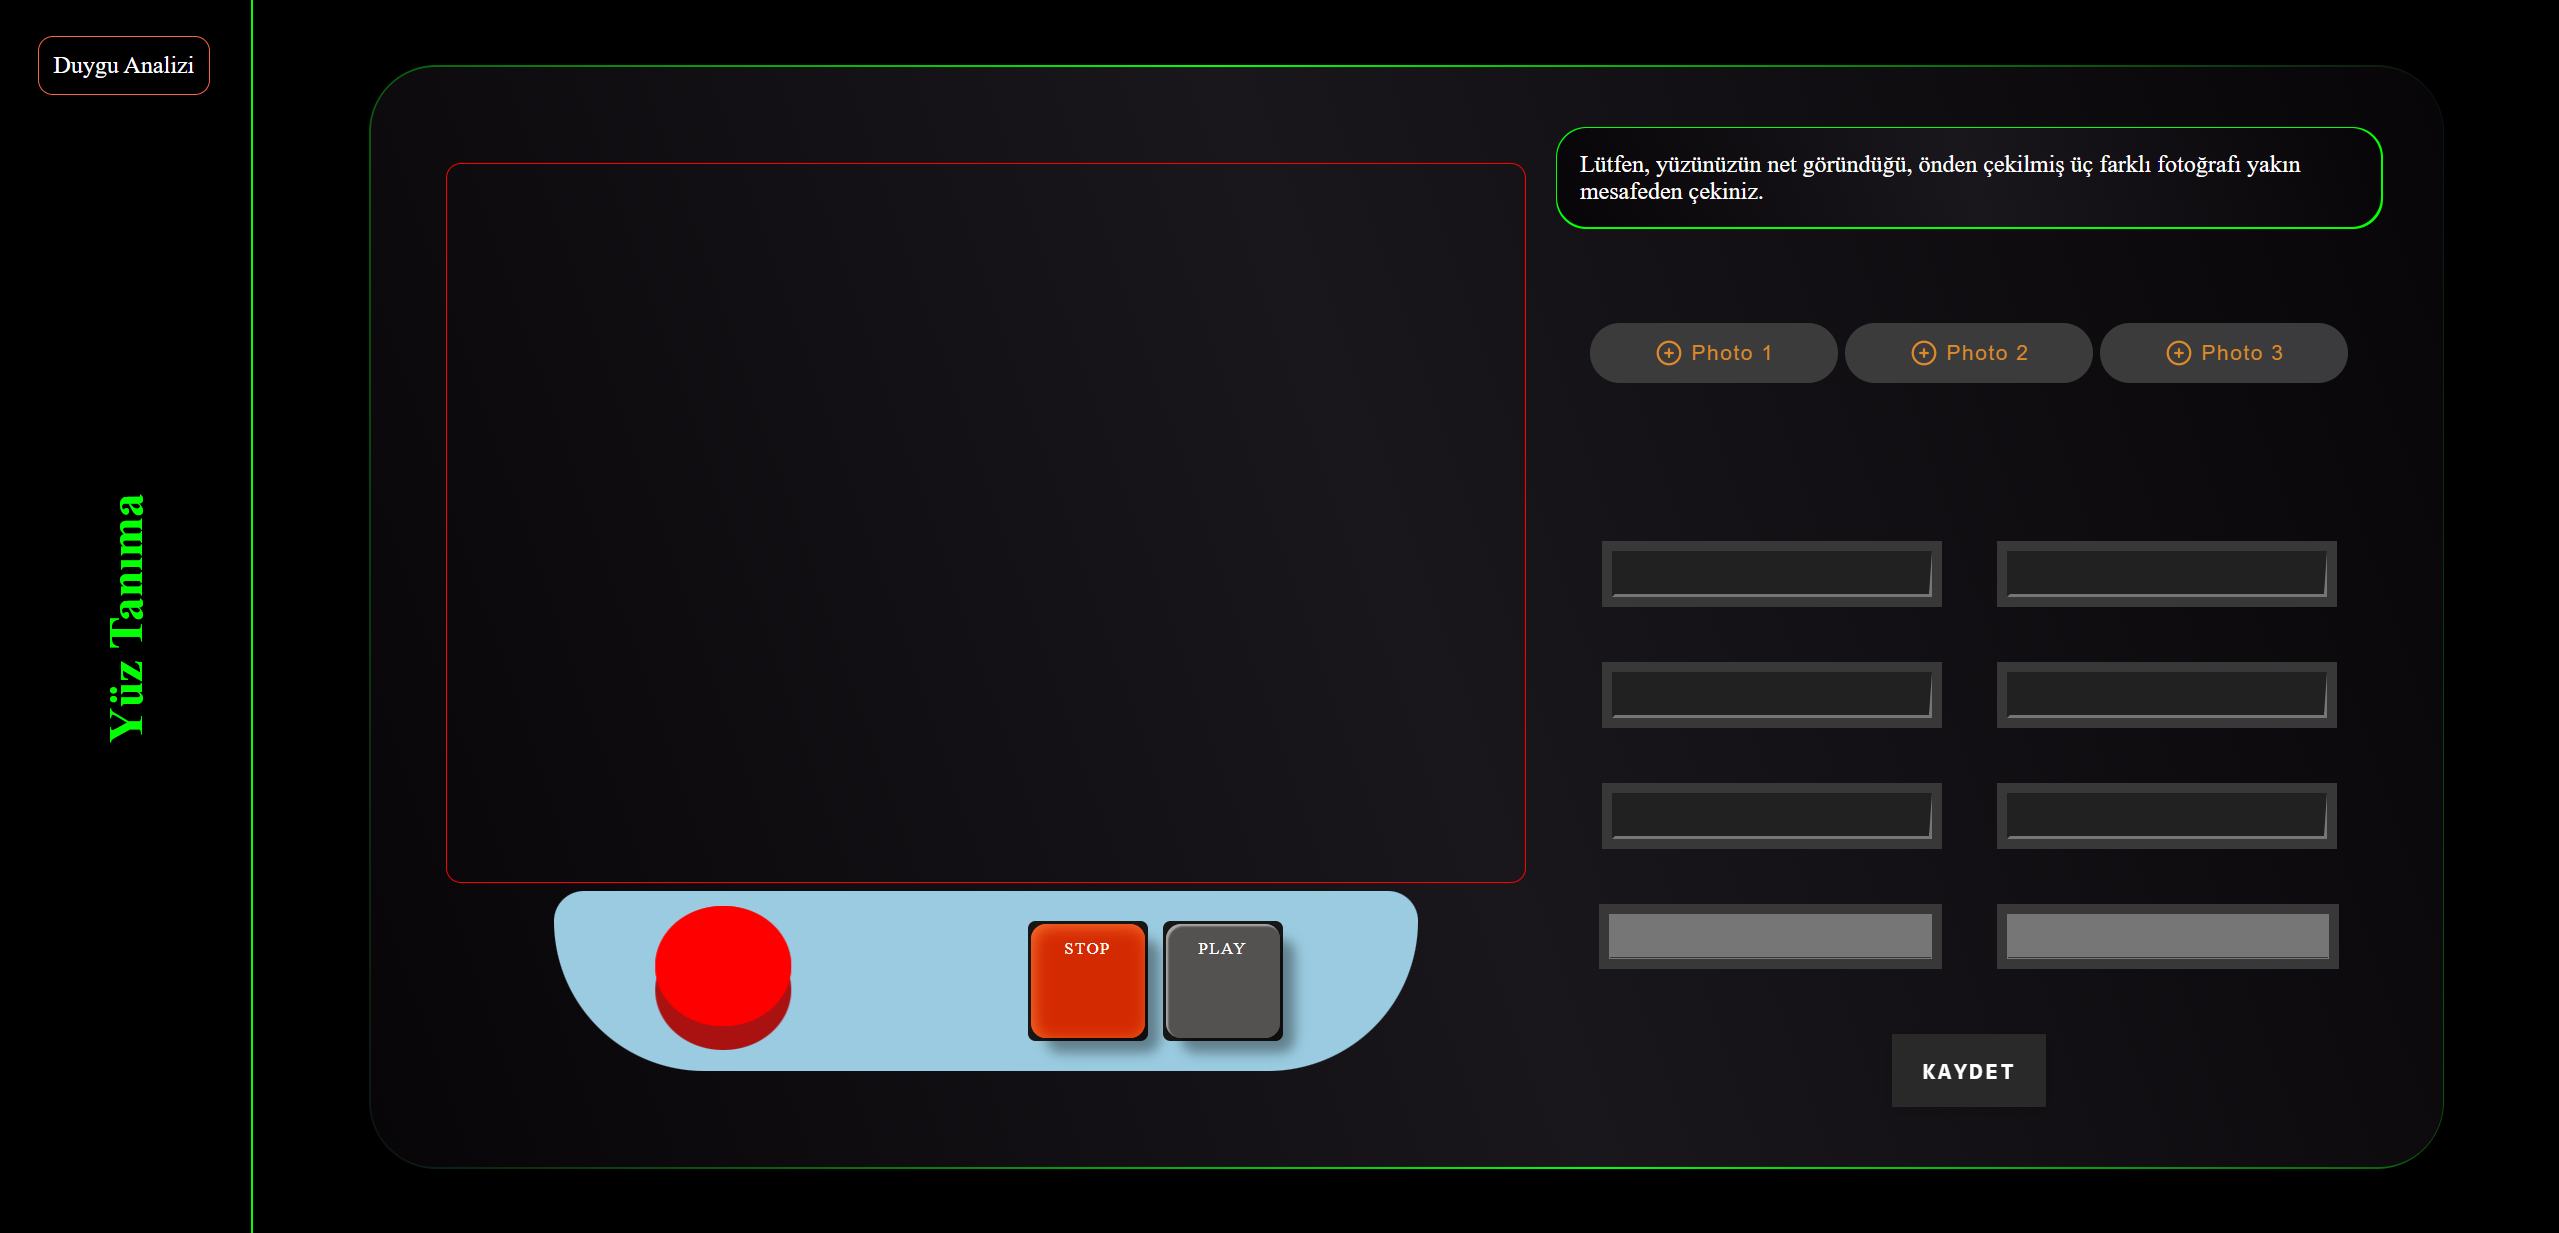 Duygu Analizi
Yüz Tanıma
Lütfen, yüzünüzün net göründüğü, önden çekilmiş üç farklı fotoğrafı yakın
mesafeden çekiniz.
Photo 1
Photo 2
Photo 3
STOP
PLAY
KAYDET